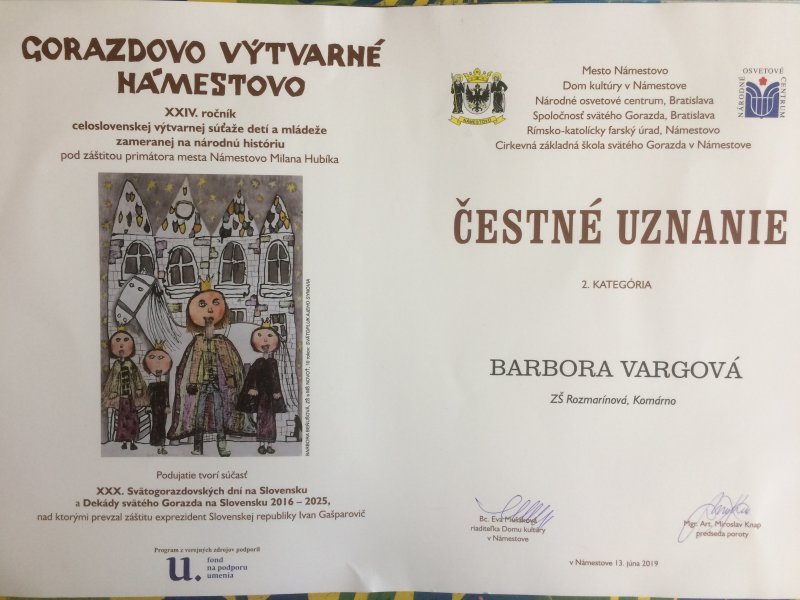 GORAZDOVO VÝTVARNÉ
NÁMESTOVO
XXIV. ročník
celoslovenskej výtvarnej súťaže detí a mládeže
zameranej na národnú históriu
pod záštitou primátora mesta Námestovo Milana Hubíka
Podujatie tvorí súčasť
XXX. Svätogorazdovských dní na Slovensku
a Dekády svätého Gorazda na Slovensku 2016 – 2025,
nad ktorými prevzal záštitu exprezident Slovenskej republiky Ivan Gašparovič
Program z verejných zdrojov podporil
u. fond
na podporu
umenia
NÁMESTOVO
Mesto Námestovo
Dom kultúry v Námestove
Národné osvetové centrum, Bratislava
Spoločnosť svätého Gorazda, Bratislava
Rímsko-katolícky farský úrad, Námestovo
Cirkevná základná škola svätého Gorazda v Námestove
NÁRODNÉ OSVETOVÉ CENTRUM
ČESTNÉ UZNANIE
2. KATEGÓRIA
BARBORA VARGOVÁ
ZŠ Rozmarínová, Komárno
Bc. Eva
riaditeľka Domu kultúry
v Námestove
Mgr. Art. Miroslav Knap
predseda poroty
v Námestove 13. júna 2019